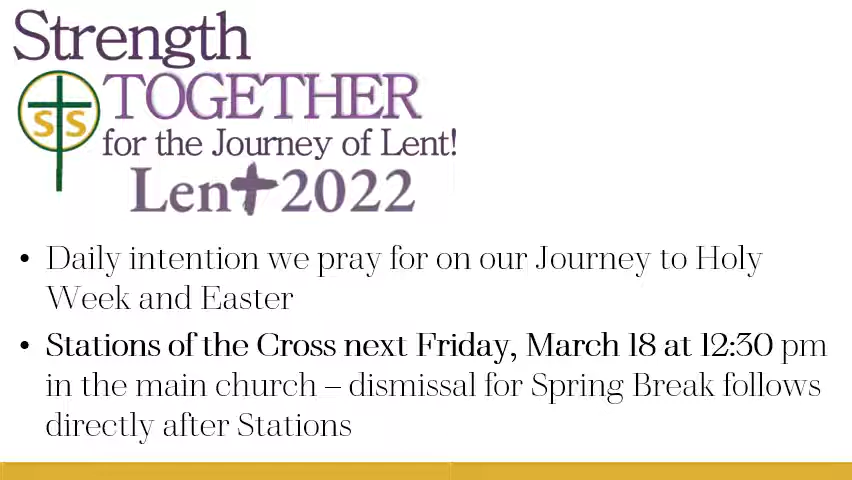 Strength
TOGETHER
SS
for the Journey of Lent!
Lent 2022
• Daily intention we pray for on our Journey to Holy
Week and Easter
• Stations of the Cross next Friday, March 18 at 12:30 pm
in the main church – dismissal for Spring Break follows
directly after Stations